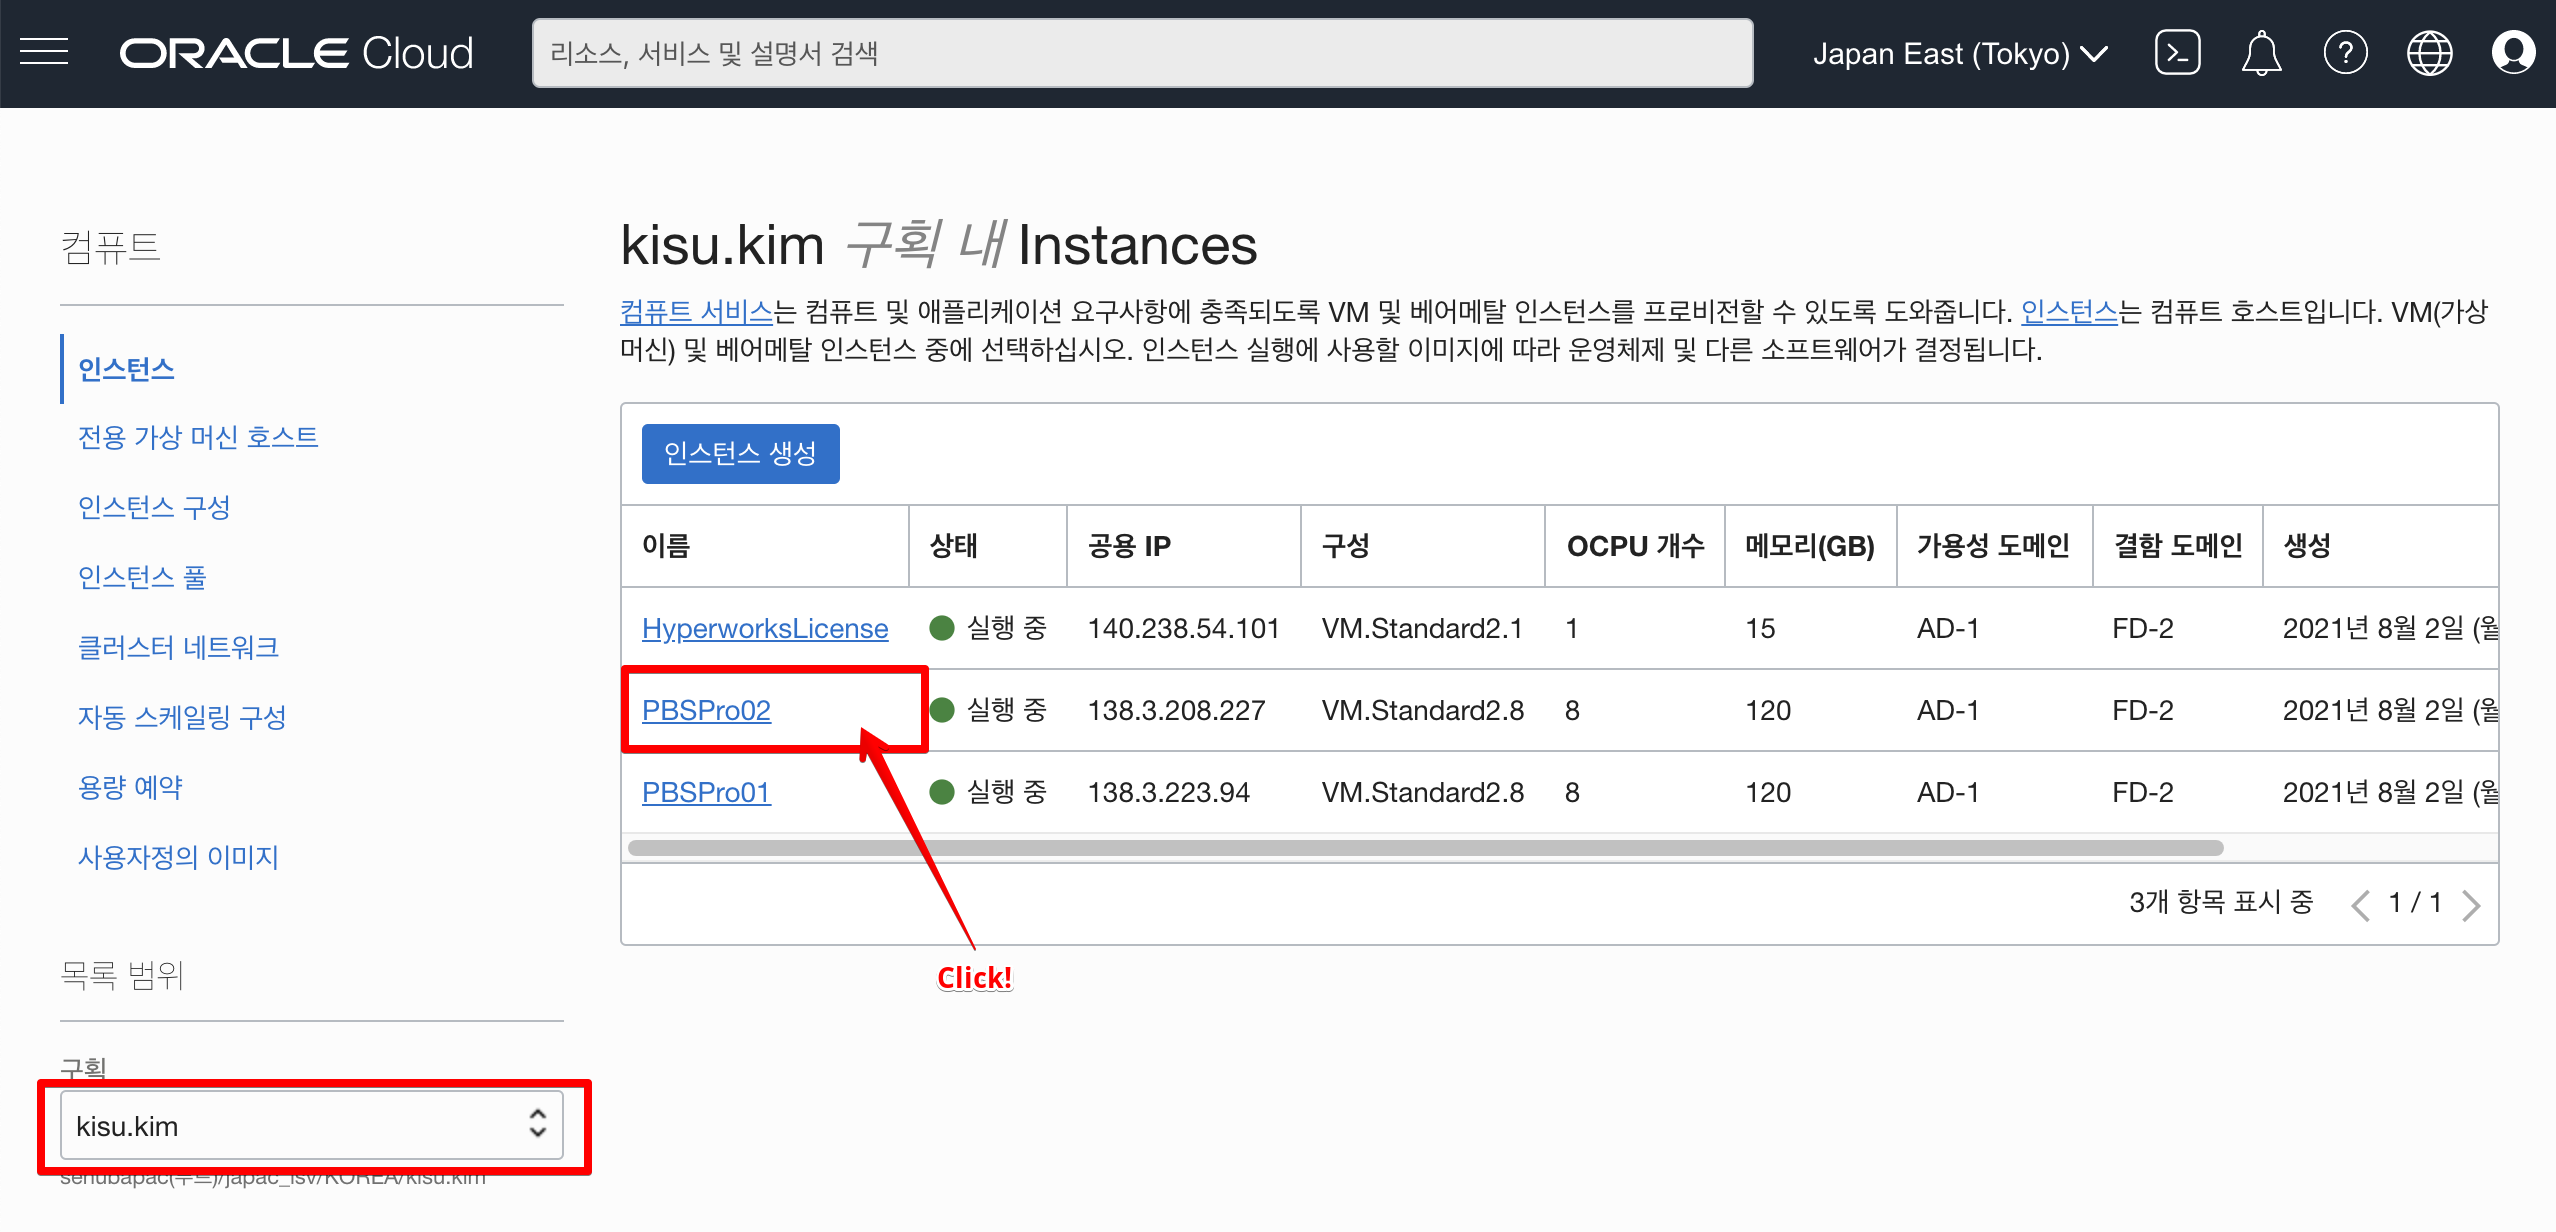 ORACLE Cloud
리소스, 서비스 및 설명서 검색
Japan East (Tokyo)
컴퓨트
인스턴스
전용 가상 머신 호스트
인스턴스 구성
인스턴스 풀
클러스터 네트워크
자동 스케일링 구성
용량 예약
사용자정의 이미지
목록 범위
구획
kisu.kim
sehubapac(루트)/japac_isv/KOREA/kisu.kim
kisu.kim 구획 내 Instances
컴퓨트 서비스는 컴퓨트 및 애플리케이션 요구사항에 충족되도록 VM 및 베어메탈 인스턴스를 프로비전할 수 있도록 도와줍니다. 인스턴스는 컴퓨트 호스트입니다. VM(가상
머신) 및 베어메탈 인스턴스 중에 선택하십시오. 인스턴스 실행에 사용할 이미지에 따라 운영체제 및 다른 소프트웨어가 결정됩니다.
인스턴스 생성
이름 상태 공용 IP 구성 OCPU 개수 메모리(GB) 가용성 도메인 결함 도메인 생성
HyperworksLicense 실행 중 140.238.54.101 VM.Standard2.1 1 15 AD-1 FD-2 2021년 8월 2일 (월
PBSPro02 실행 중 138.3.208.227 VM.Standard2.8 8 120 AD-1 FD-2 2021년 8월 2일 (월
PBSPro01 실행 중 138.3.223.94 VM.Standard2.8 8 120 AD-1 FD-2 2021년 8월 2일 (월
3개 항목 표시 중 1 / 1
Click!